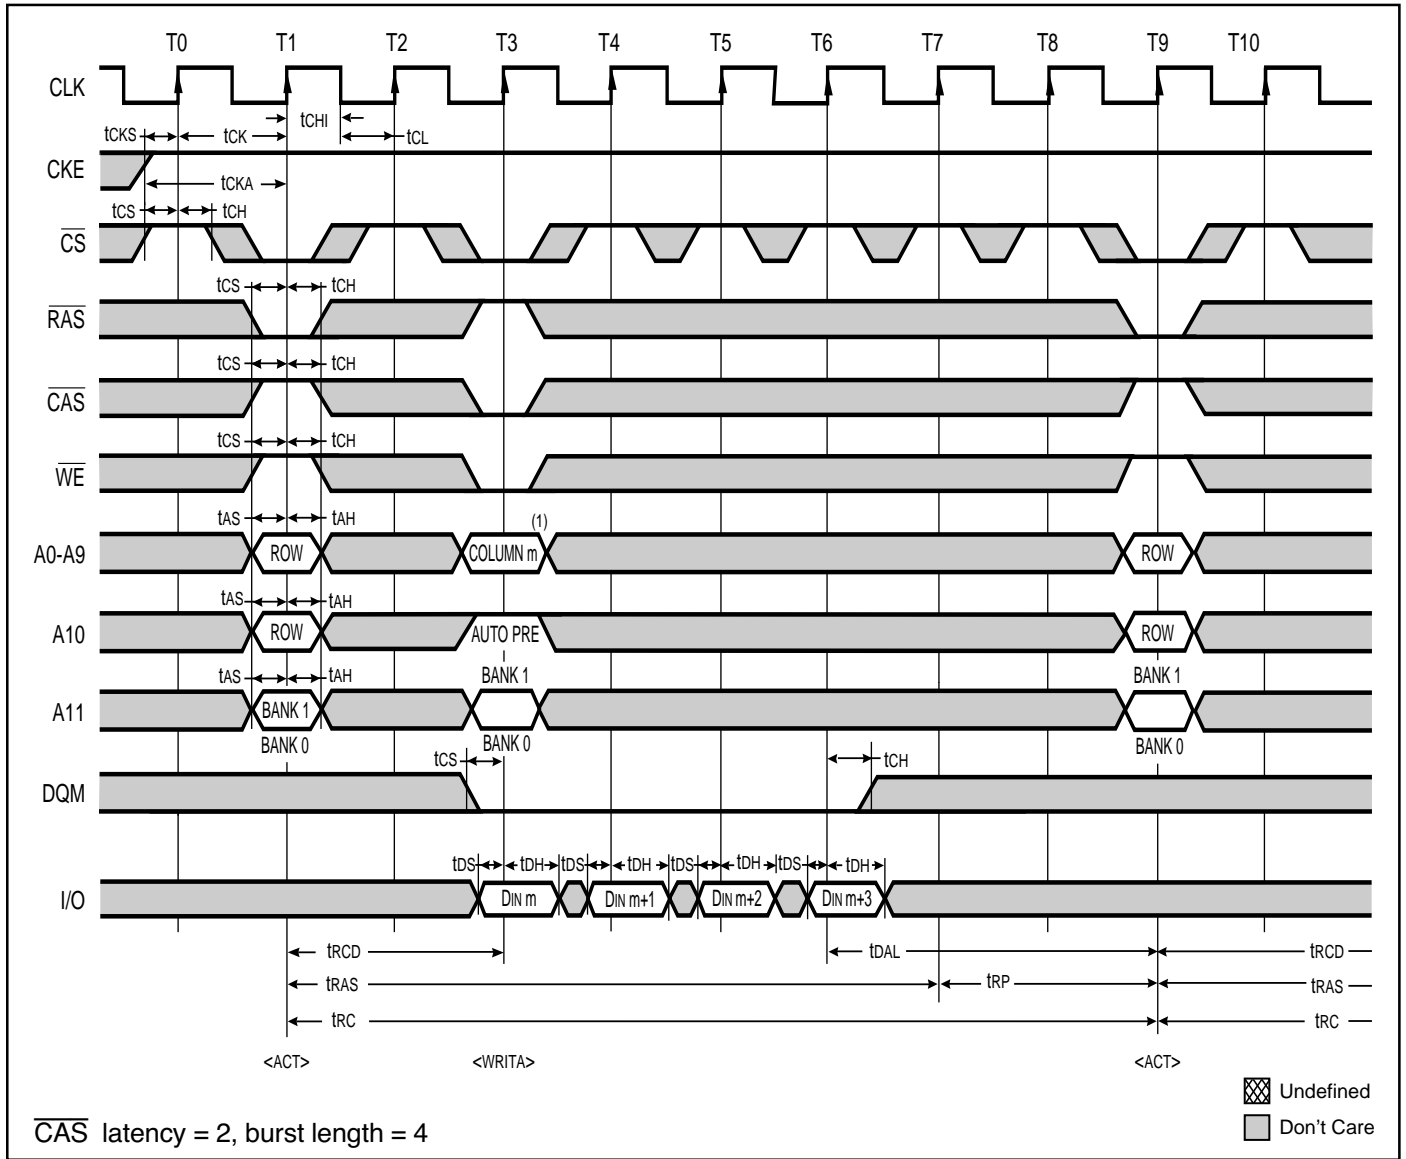 T0 T1 T2 T3 T4 T5 T6 T7 T8 T9 T10
CLK
tCHI
tCKS tCK tCL
CKE
tCKA
tCS tCH
CS
tCS tCH
RAS
tCS tCH
CAS
tCS tCH
WE
tAS tAH (1)
A0-A9 ROW COLUMN m ROW
tAS tAH
A10 ROW AUTO PRE ROW
tAS tAH BANK 1 BANK 1
A11 BANK 1
BANK 0 BANK 0 BANK 0
tCS tCH
DQM
tDS tDH tDS tDH tDS tDH tDS tDH
I/O DIN m DIN m+1 DIN m+2 DIN m+3
tRCD tDAL tRCD
tRAS tRP tRAS
tRC tRC
<ACT> <WRITA> <ACT>
Undefined
Don't Care
CAS latency = 2, burst length = 4